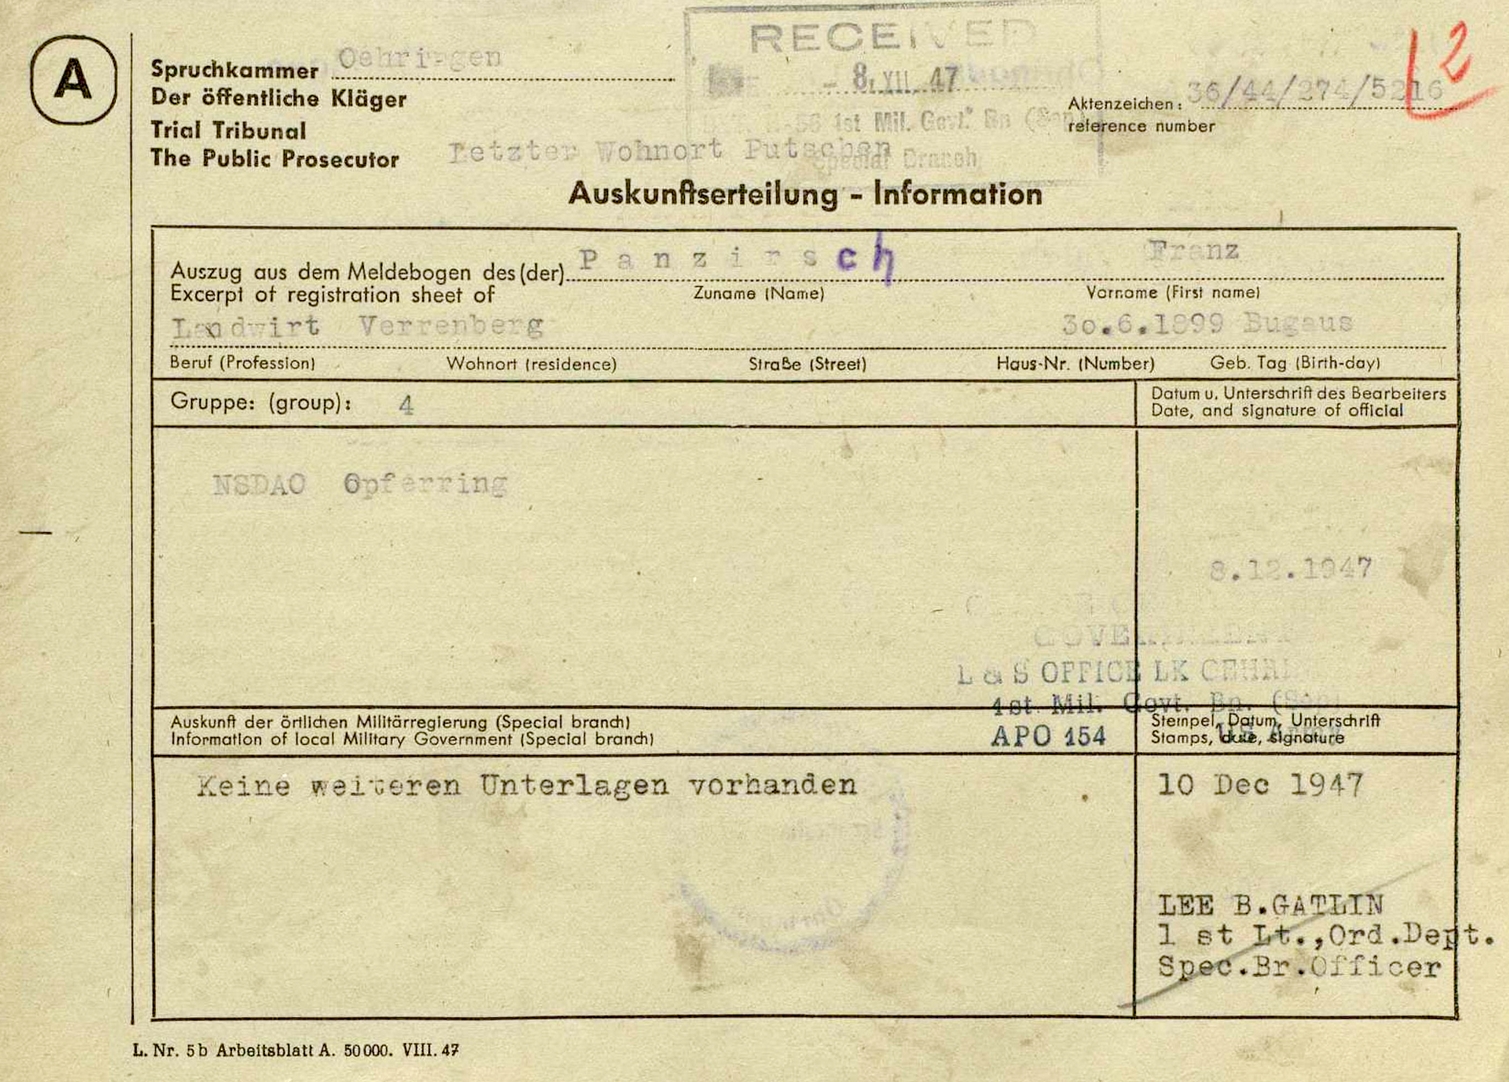 A
Spruchkammer Oehringen
Der öffentliche Kläger
Trial Tribunal
The Public Prosecutor
RECEIVED
- 8. XII. 47
1st Mil. Govt. Bn (Sep)
Special Branch
12
Aktenzeichen: 36/44/274/5216
reference number
Letzter Wohnort Putschen
Auskunftserteilung - Information
Auszug aus dem Meldebogen des (der) Panzirsch Franz
Excerpt of registration sheet of Zuname (Name) Vorname (First name)
Landwirt Verrenberg 30.6.1899 Bugaus
Beruf (Profession) Wohnort (residence) Straße (Street) Haus-Nr. (Number) Geb. Tag (Birth-day)
Gruppe: (group): 4
Datum u. Unterschrift des Bearbeiters
Date, and signature of official
NSDAO Opferring
8.12.1947
GOVERNMENT
L & S OFFICE LK OEHRI
1st Mil. Govt. Bn. (Sep)
APO 154 US
Auskunft der örtlichen Militärregierung (Special branch)
Information of local Military Government (Special branch)
Stempel, Datum, Unterschrift
Stamps, date, signature
Keine weiteren Unterlagen vorhanden
10 Dec 1947
LEE B.GATLIN
1 st Lt.,Ord.Dept.
Spec.Br.Officer
L. Nr. 5b Arbeitsblatt A. 50000. VIII. 47